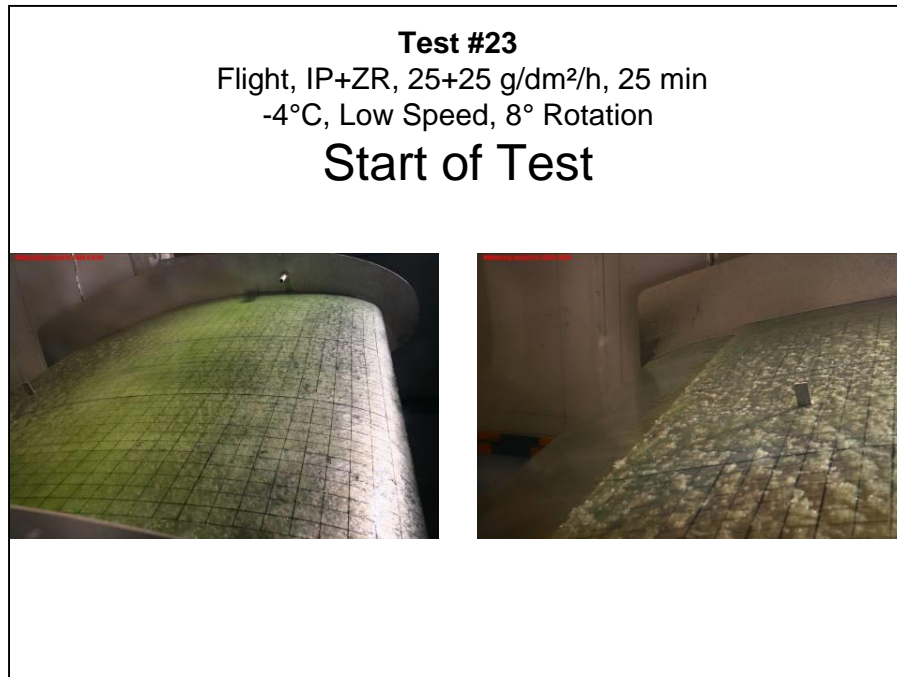 Test #23
Flight, IP+ZR, 25+25 g/dm²/h, 25 min
-4°C, Low Speed, 8° Rotation
Start of Test